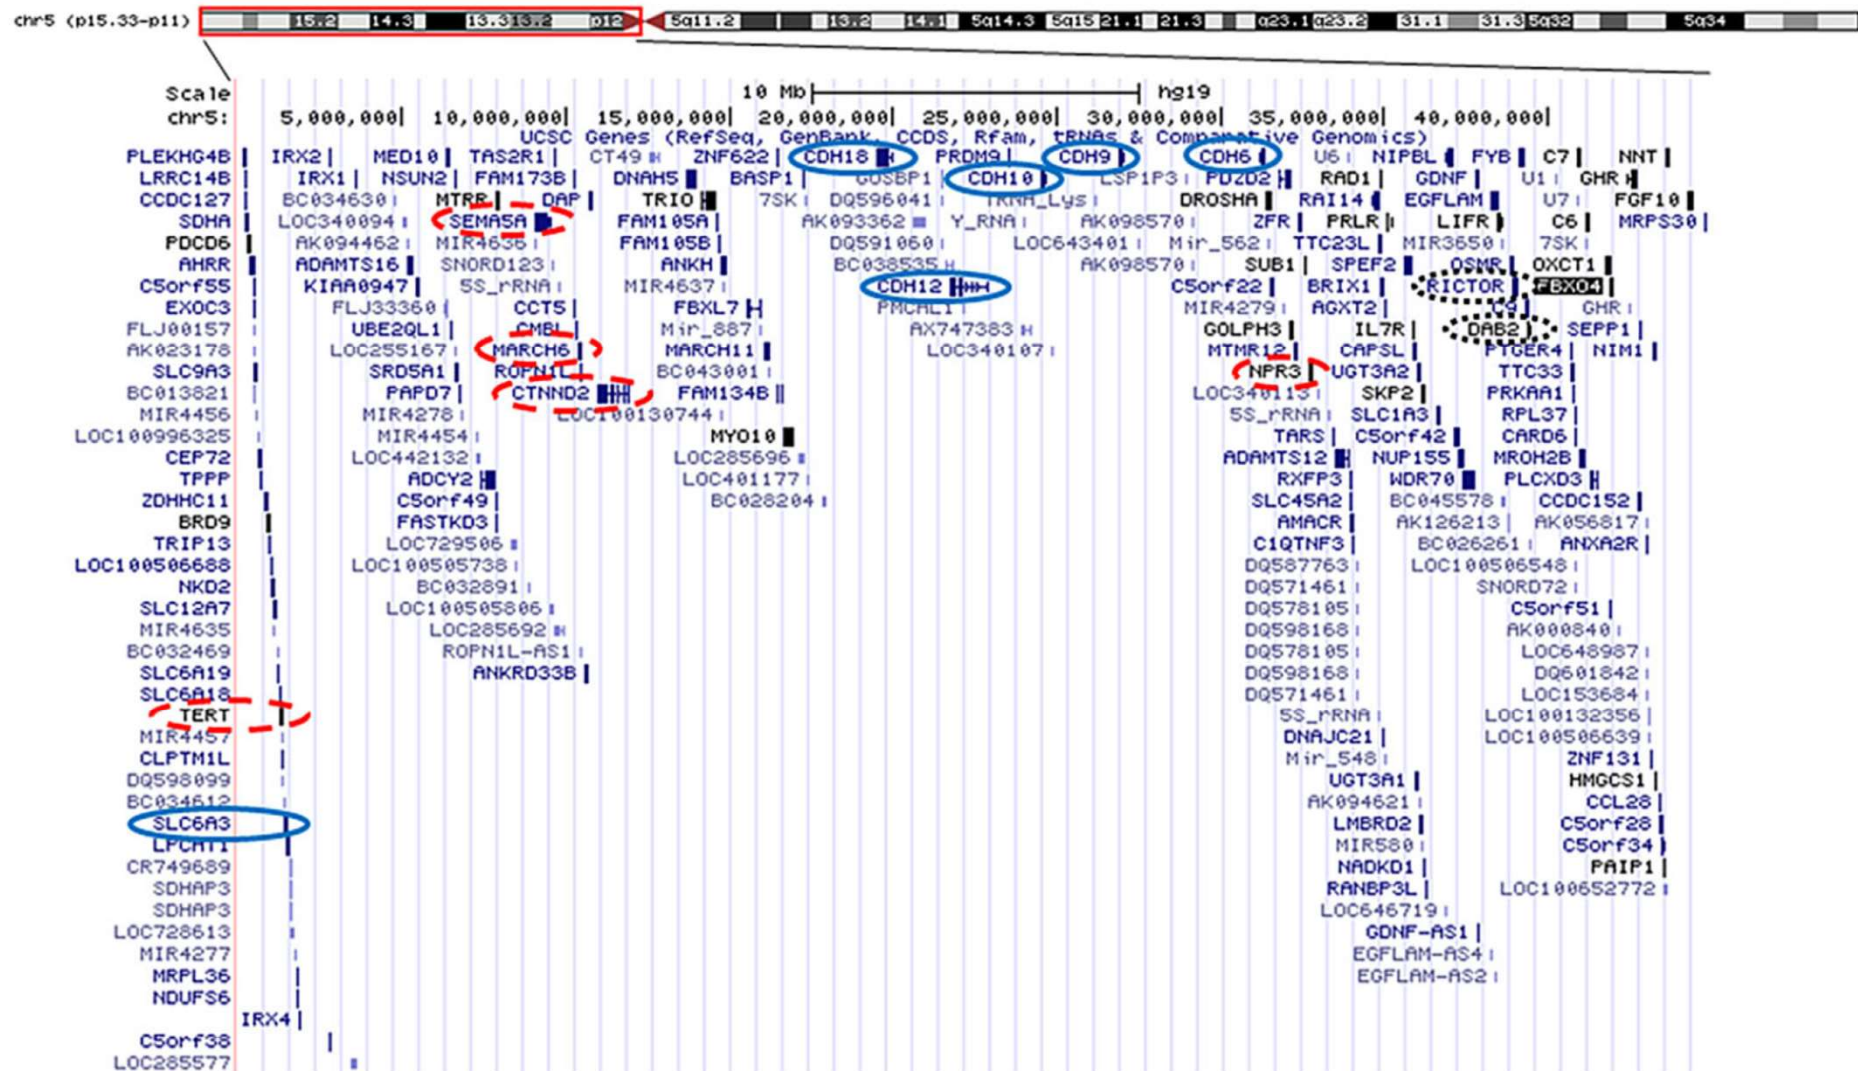 chr5 (p15.33-p11) 15.2 14.3 13.3 13.2 p12 5q11.2 13.2 14.1 5q14.3 5q15 21.1 21.3 q23.1 q23.2 31.1 31.3 5q32 5q34
Scale 10 Mb hg19
chr5: 5,000,000 10,000,000 15,000,000 20,000,000 25,000,000 30,000,000 35,000,000 40,000,000
UCSC Genes (RefSeq, GenBank, CCDS, Rfam, tRNAs & Comparative Genomics)
PLEKHG4B IRX2 MED10 TAS2R1 CT49 ZNF622 CDH18 PRDM9 CDH9 CDH6 U6 NIPBL FYB C7 NNT
LRRC14B IRX1 NSUN2 FAM173B DNAH5 BASP1 GUSBP1 CDH10 LSP1P3 PDZD2 RAD1 GDNF U1 GHR
CCDC127 BC034630 MTRR DAP TRIO 7SK DQ596041 tRNA_Lys DROSHA RAI14 EGFLAM U7 FGF10
SDHA LOC340094 SEMA5A FAM105A AK093362 Y_RNA AK098570 ZFR PRLR LIFR C6 MRPS30
PDCD6 AK094462 MIR4636 FAM105B DQ591060 LOC643401 Mir_562 TTC23L MIR3650 7SK
AHRR ADAMTS16 SNORD123 ANKH BC038535 AK098570 SUB1 SPEF2 OSMR OXCT1
C5orf55 KIAA0947 5S_rRNA MIR4637 CDH12 C5orf22 BRIX1 RICTOR FBXO4
EXOC3 FLJ33360 CCT5 FBXL7 PMCHL1 MIR4279 AGXT2 C9 GHR
FLJ00157 UBE2QL1 CMBL Mir_887 AX747383 GOLPH3 IL7R DAB2 SEPP1
AK023178 LOC255167 MARCH6 MARCH11 LOC340107 MTMR12 CAPSL PTGER4 NIM1
SLC9A3 SRD5A1 ROPN1L BC043001 NPR3 UGT3A2 TTC33
BC013821 PAPD7 CTNND2 FAM134B LOC340113 SKP2 PRKAA1
MIR4456 MIR4278 LOC100130744 5S_rRNA SLC1A3 RPL37
LOC100996325 MIR4454 MYO10 TARS C5orf42 CARD6
CEP72 LOC442132 LOC285696 ADAMTS12 NUP155 MROH2B
TPPP ADCY2 LOC401177 RXFP3 WDR70 PLCXD3
ZDHHC11 C5orf49 BC028204 SLC45A2 BC045578 CCDC152
BRD9 FASTKD3 AMACR AK126213 AK056817
TRIP13 LOC729506 C1QTNF3 BC026261 ANXA2R
LOC100506688 LOC100505738 DQ587763 LOC100506548
NKD2 BC032891 DQ571461 SNORD72
SLC12A7 LOC100505806 DQ578105 C5orf51
MIR4635 LOC285692 DQ598168 AK000840
BC032469 ROPN1L-AS1 DQ578105 LOC648987
SLC6A19 ANKRD33B DQ598168 DQ601842
SLC6A18 DQ571461 LOC153684
TERT 5S_rRNA LOC100132356
MIR4457 DNAJC21 LOC100506639
CLPTM1L Mir_548 ZNF131
DQ598099 UGT3A1 HMGCS1
BC034612 AK094621 CCL28
SLC6A3 LMBRD2 C5orf28
LPCAT1 MIR580 C5orf34
CR749689 NADKD1 PAIP1
SDHAP3 RANBP3L LOC100652772
SDHAP3 LOC646719
LOC728613 GDNF-AS1
MIR4277 EGFLAM-AS4
MRPL36 EGFLAM-AS2
NDUFS6
IRX4
C5orf38
LOC285577